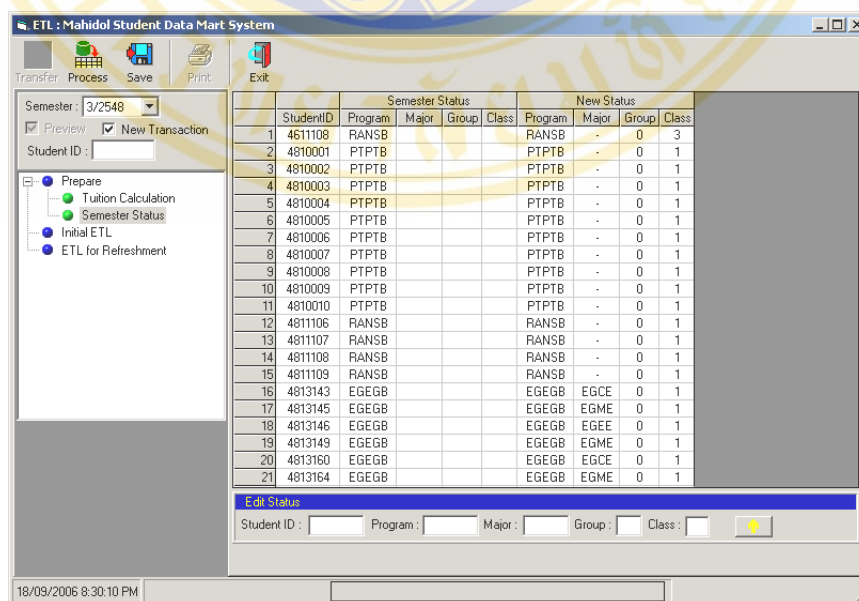 ETL : Mahidol Student Data Mart System
Transfer Process Save Print Exit
Semester : 3/2548
Preview New Transaction
Student ID :
Prepare
Tuition Calculation
Semester Status
Initial ETL
ETL for Refreshment
Semester Status New Status
StudentID Program Major Group Class Program Major Group Class
1 4611108 RANSB RANSB - 0 3
2 4810001 PTPTB PTPTB - 0 1
3 4810002 PTPTB PTPTB - 0 1
4 4810003 PTPTB PTPTB - 0 1
5 4810004 PTPTB PTPTB - 0 1
6 4810005 PTPTB PTPTB - 0 1
7 4810006 PTPTB PTPTB - 0 1
8 4810007 PTPTB PTPTB - 0 1
9 4810008 PTPTB PTPTB - 0 1
10 4810009 PTPTB PTPTB - 0 1
11 4810010 PTPTB PTPTB - 0 1
12 4811106 RANSB RANSB - 0 1
13 4811107 RANSB RANSB - 0 1
14 4811108 RANSB RANSB - 0 1
15 4811109 RANSB RANSB - 0 1
16 4813143 EGEGB EGEGB EGCE 0 1
17 4813145 EGEGB EGEGB EGME 0 1
18 4813146 EGEGB EGEGB EGEE 0 1
19 4813149 EGEGB EGEGB EGME 0 1
20 4813160 EGEGB EGEGB EGCE 0 1
21 4813164 EGEGB EGEGB EGME 0 1
Edit Status
Student ID : Program : Major : Group : Class :
18/09/2006 8:30:10 PM